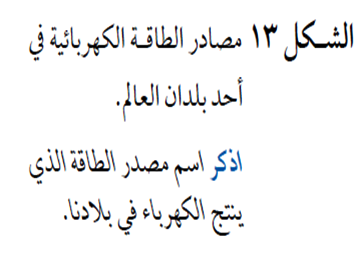 الشكل ١٣ مصادر الطاقة الكهربائية في
أحد بلدان العالم.
اذكر اسم مصدر الطاقة الذي
ينتج الكهرباء في بلادنا.